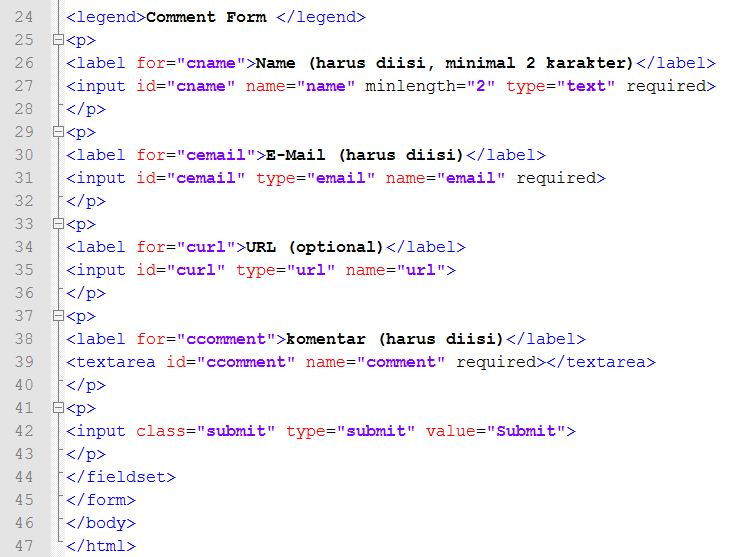 24 <legend>Comment Form </legend>
25 <p>
26 <label for="cname">Name (harus diisi, minimal 2 karakter)</label>
27 <input id="cname" name="name" minlength="2" type="text" required>
28 </p>
29 <p>
30 <label for="cemail">E-Mail (harus diisi)</label>
31 <input id="cemail" type="email" name="email" required>
32 </p>
33 <p>
34 <label for="curl">URL (optional)</label>
35 <input id="curl" type="url" name="url">
36 </p>
37 <p>
38 <label for="ccomment">komentar (harus diisi)</label>
39 <textarea id="ccomment" name="comment" required></textarea>
40 </p>
41 <p>
42 <input class="submit" type="submit" value="Submit">
43 </p>
44 </fieldset>
45 </form>
46 </body>
47 </html>